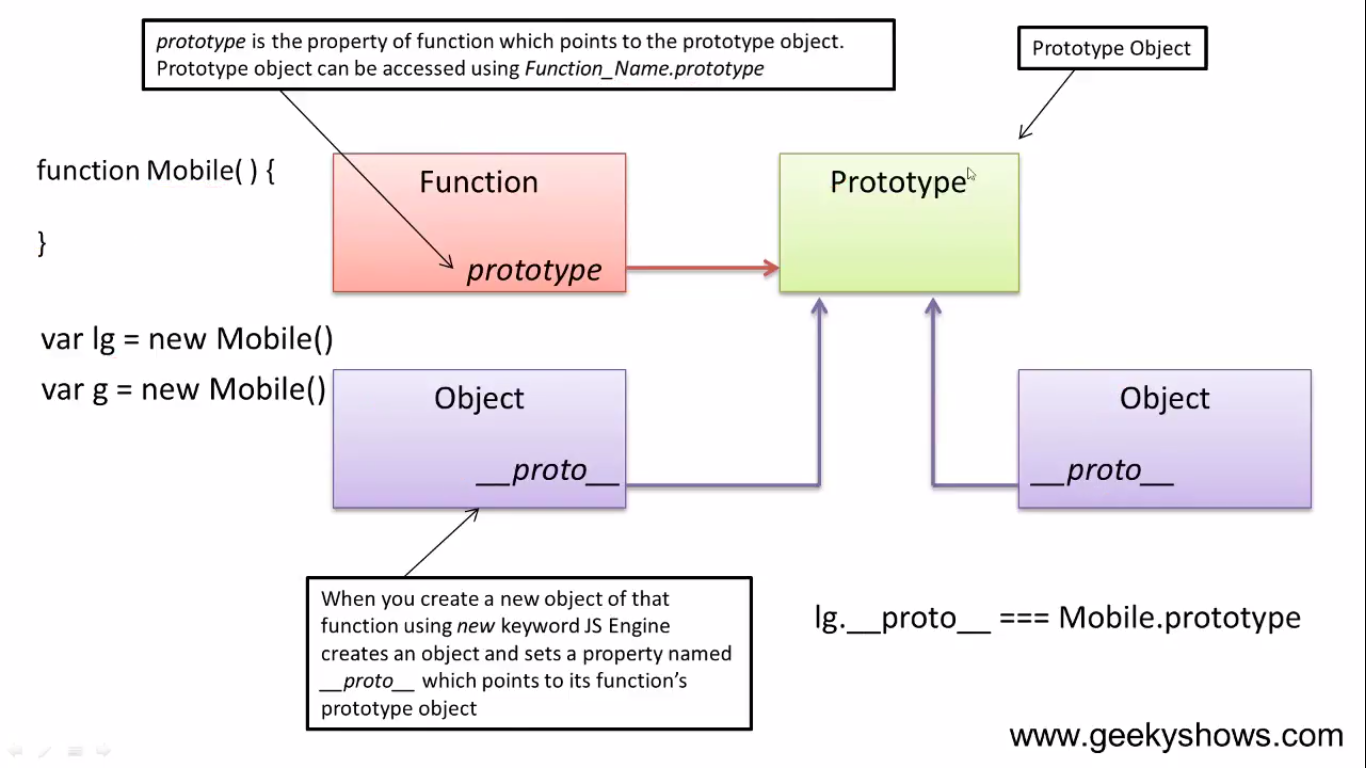 prototype is the property of function which points to the prototype object.
Prototype object can be accessed using Function_Name.prototype
Prototype Object
function Mobile( ) {
}
Function
prototype
Prototype
var lg = new Mobile()
var g = new Mobile()
Object
__proto__
Object
__proto__
When you create a new object of that
function using new keyword JS Engine
creates an object and sets a property named
__proto__ which points to its function’s
prototype object
lg.__proto__ === Mobile.prototype
www.geekyshows.com